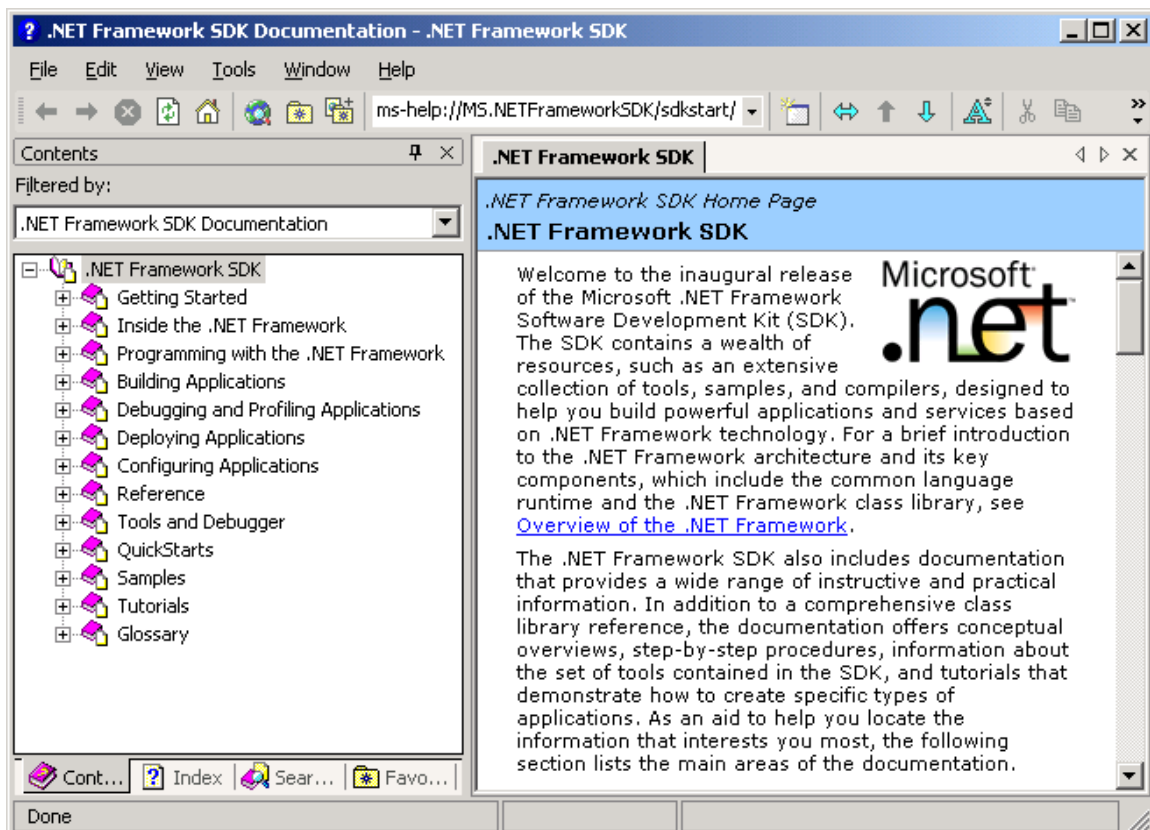 .NET Framework SDK Documentation - .NET Framework SDK
File Edit View Tools Window Help
ms-help://MS.NETFrameworkSDK/sdkstart/
Contents
Filtered by:
.NET Framework SDK Documentation
.NET Framework SDK
Getting Started
Inside the .NET Framework
Programming with the .NET Framework
Building Applications
Debugging and Profiling Applications
Deploying Applications
Configuring Applications
Reference
Tools and Debugger
QuickStarts
Samples
Tutorials
Glossary
Cont... Index Sear... Favo...
.NET Framework SDK
.NET Framework SDK Home Page
.NET Framework SDK
Microsoft
.net
Welcome to the inaugural release
of the Microsoft .NET Framework
Software Development Kit (SDK).
The SDK contains a wealth of
resources, such as an extensive
collection of tools, samples, and compilers, designed to
help you build powerful applications and services based
on .NET Framework technology. For a brief introduction
to the .NET Framework architecture and its key
components, which include the common language
runtime and the .NET Framework class library, see
Overview of the .NET Framework.
The .NET Framework SDK also includes documentation
that provides a wide range of instructive and practical
information. In addition to a comprehensive class
library reference, the documentation offers conceptual
overviews, step-by-step procedures, information about
the set of tools contained in the SDK, and tutorials that
demonstrate how to create specific types of
applications. As an aid to help you locate the
information that interests you most, the following
section lists the main areas of the documentation.
Done